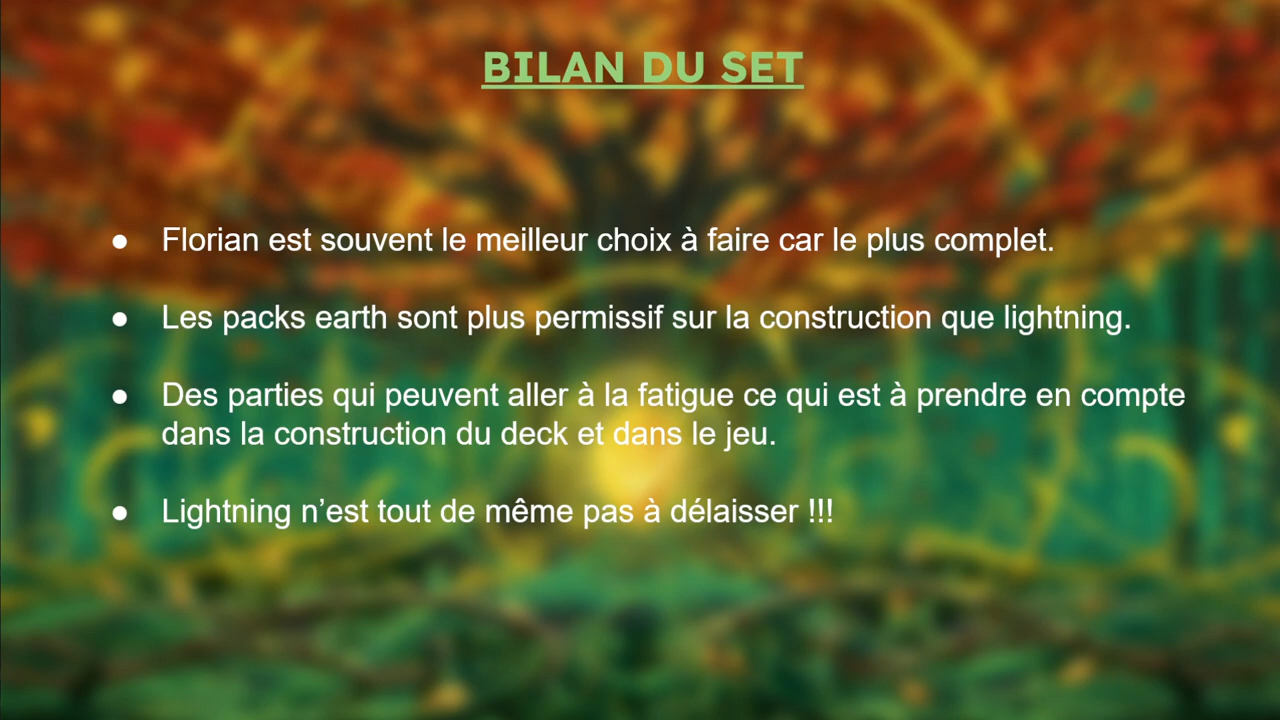 BILAN DU SET
● Florian est souvent le meilleur choix à faire car le plus complet.
● Les packs earth sont plus permissif sur la construction que lightning.
● Des parties qui peuvent aller à la fatigue ce qui est à prendre en compte
dans la construction du deck et dans le jeu.
● Lightning n’est tout de même pas à délaisser !!!